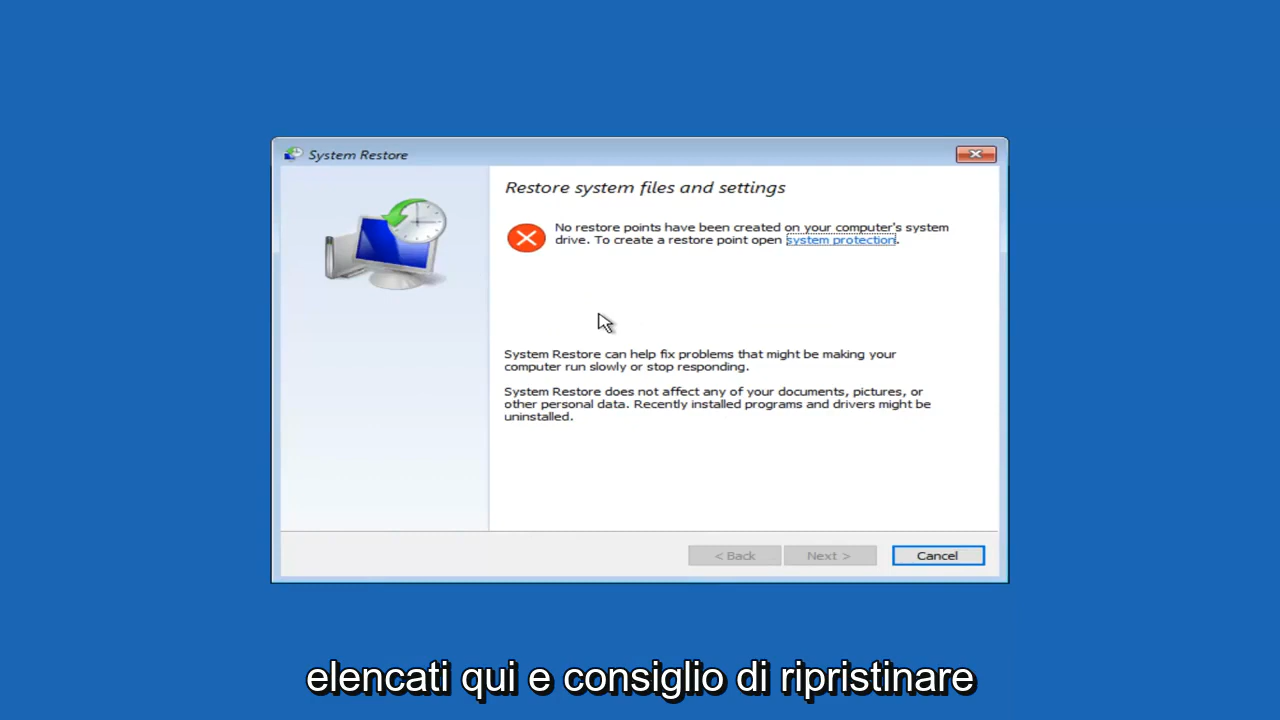 System Restore
Restore system files and settings
No restore points have been created on your computer's system
drive. To create a restore point open system protection.
System Restore can help fix problems that might be making your
computer run slowly or stop responding.
System Restore does not affect any of your documents, pictures, or
other personal data. Recently installed programs and drivers might be
uninstalled.
< Back Next > Cancel
elencati qui e consiglio di ripristinare